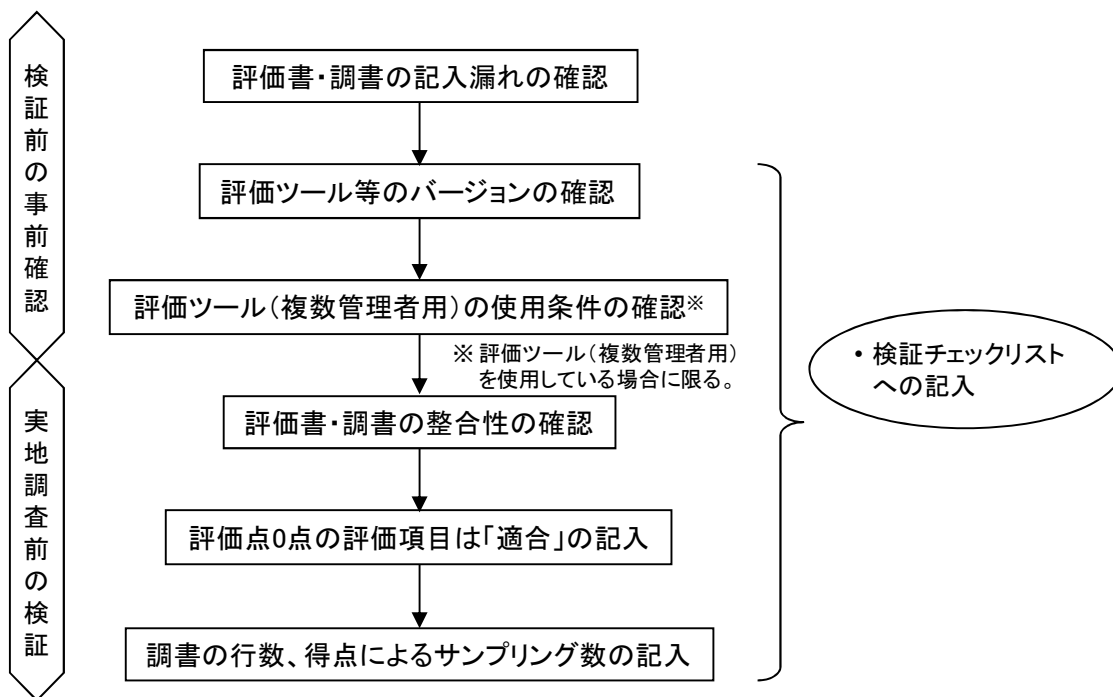 検証前の事前確認
評価書・調書の記入漏れの確認
評価ツール等のバージョンの確認
評価ツール（複数管理者用）の使用条件の確認※
※ 評価ツール（複数管理者用）
を使用している場合に限る。
実地調査前の検証
評価書・調書の整合性の確認
評価点0点の評価項目は「適合」の記入
調書の行数、得点によるサンプリング数の記入
・検証チェックリスト
への記入